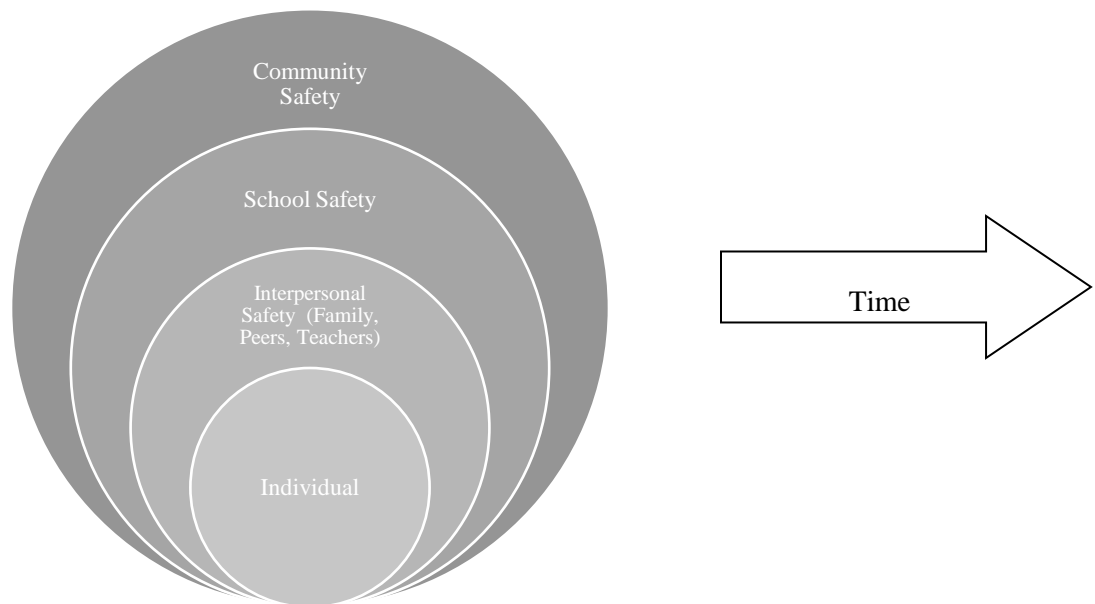 Community
Safety
School Safety
Interpersonal
Safety (Family,
Peers, Teachers)
Individual
Time